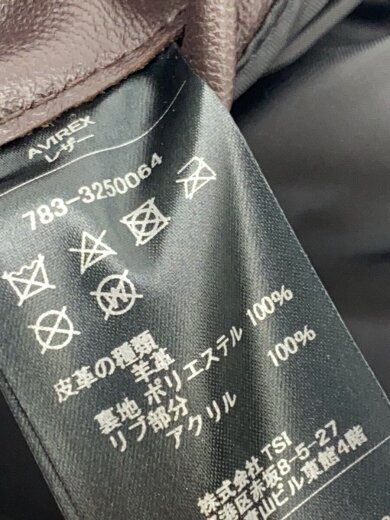 AVIREX
レザー
783-3250064
皮革の種類
羊革
裏地 ポリエステル 100%
リブ部分
アクリル 100%
株式会社 TSI
港区赤坂8-5-27
青山ビル 東館4階